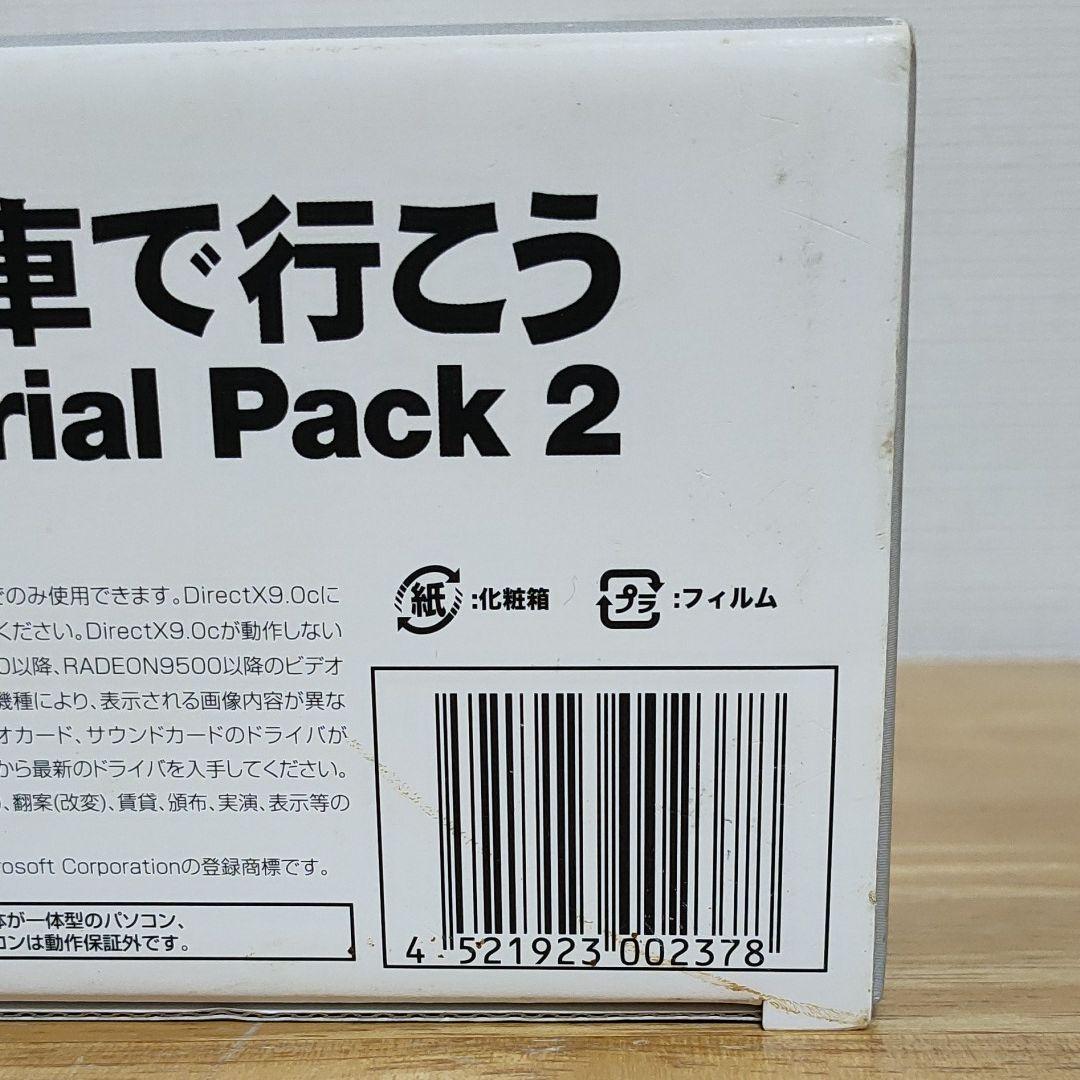 車で行こう
rial Pack 2
のみ使用できます。DirectX9.0cに
ください。DirectX9.0cが動作しない
0以降、RADEON9500以降のビデオ
機種により、表示される画像内容が異な
オカード、サウンドカードのドライバが
から最新のドライバを入手してください。
、翻案(改変)、賃貸、頒布、実演、表示等の
rosoft Corporationの登録商標です。
体が一体型のパソコン、
コンは動作保証外です。
紙:化粧箱 プラ:フィルム
4 521923 002378